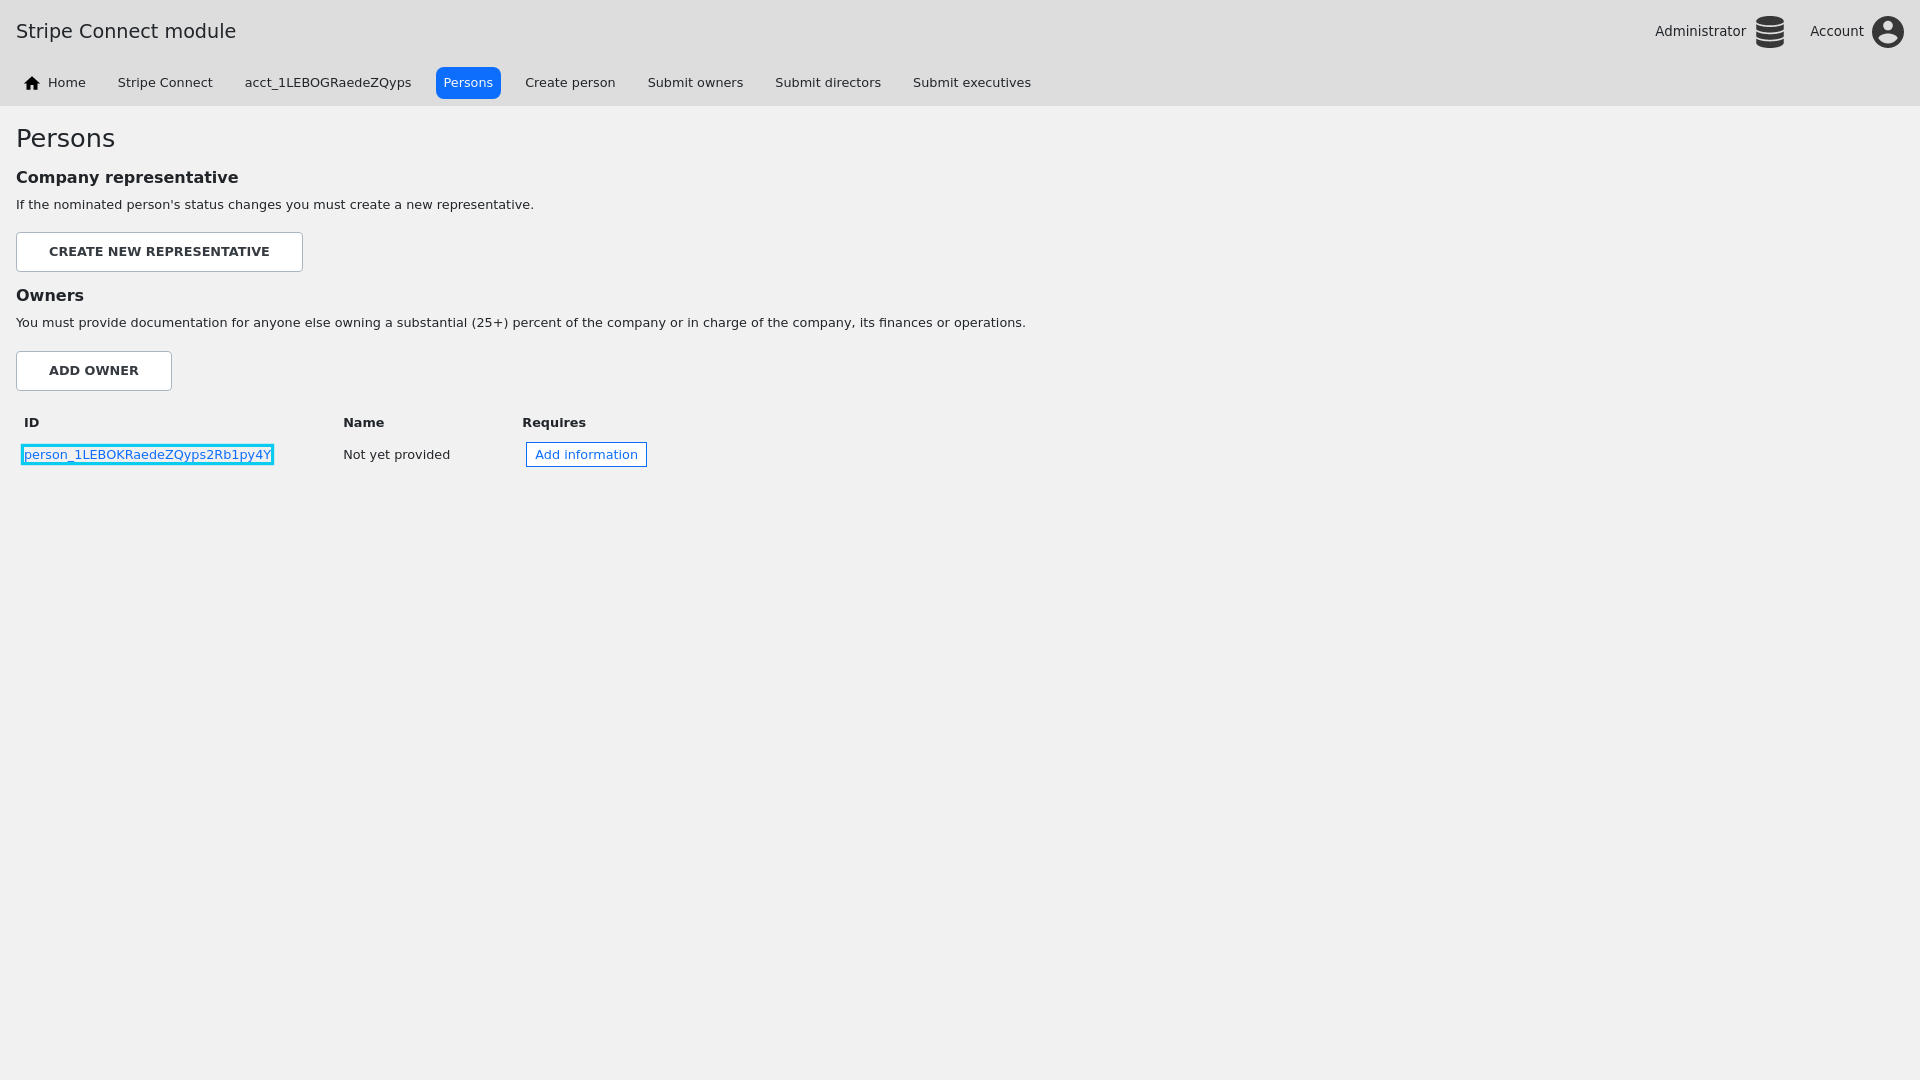 Stripe Connect module
Administrator
Account
Home
Stripe Connect
acct_1LEBOGRaedeZQyps
Persons
Create person
Submit owners
Submit directors
Submit executives
Persons
Company representative
If the nominated person's status changes you must create a new representative.
CREATE NEW REPRESENTATIVE
Owners
You must provide documentation for anyone else owning a substantial (25+) percent of the company or in charge of the company, its finances or operations.
ADD OWNER
ID Name Requires
person_1LEBOKRaedeZQyps2Rb1py4Y Not yet provided Add information